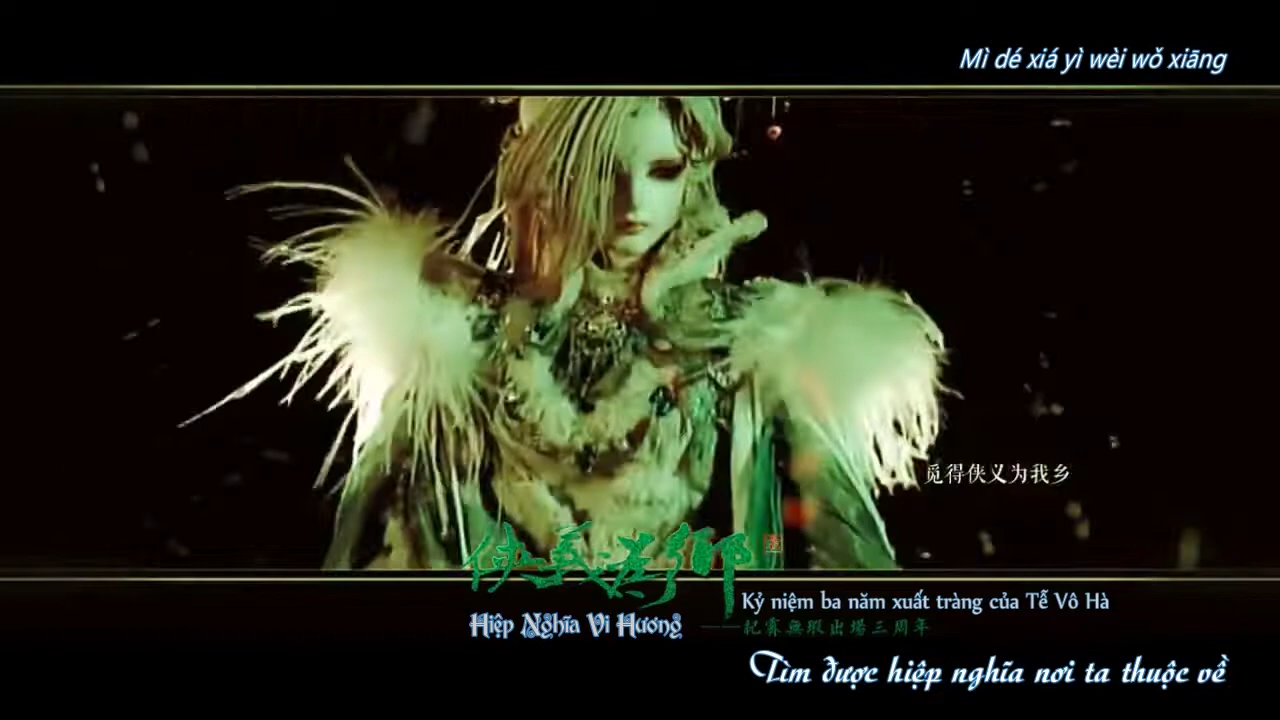 Mì dé xiá yì wèi wǒ xiāng
觅得侠义为我乡
侠義為鄉
Hiệp Nghĩa Vi Hương
Kỷ niệm ba năm xuất tràng của Tễ Vô Hà
——紀霽無瑕出場三周年
Tìm được hiệp nghĩa nơi ta thuộc về